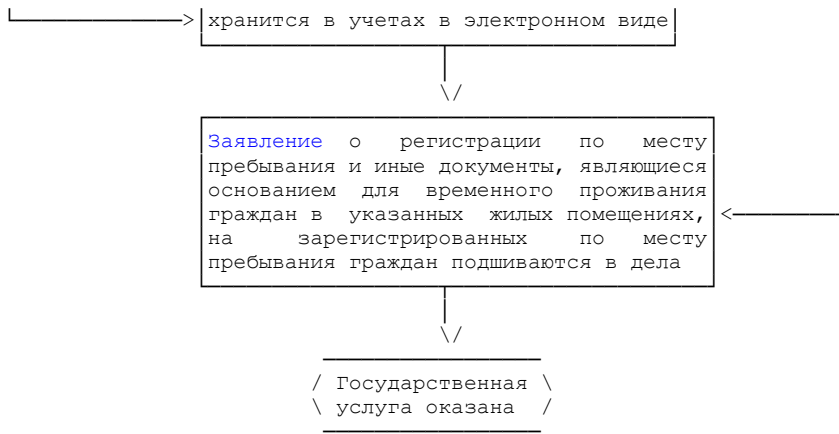 хранится в учетах в электронном виде
Заявление о регистрации по месту
пребывания и иные документы, являющиеся
основанием для временного проживания
граждан в указанных жилых помещениях,
на зарегистрированных по месту
пребывания граждан подшиваются в дела
Государственная
услуга оказана